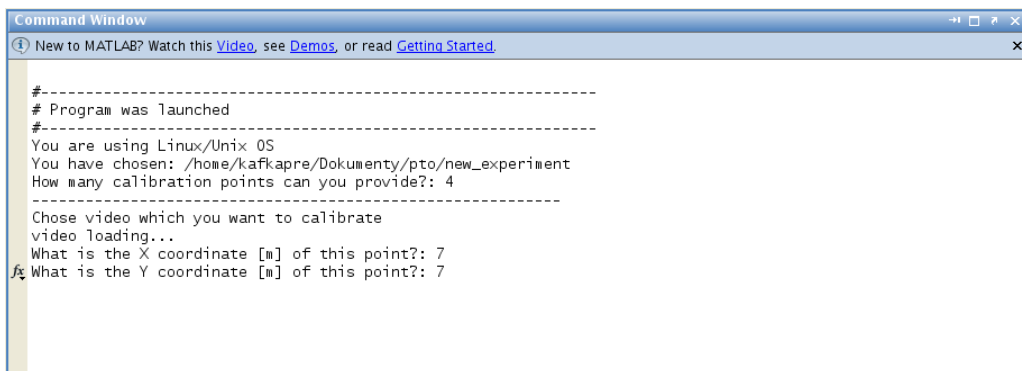 Command Window
New to MATLAB? Watch this Video, see Demos, or read Getting Started.
#--------------------------------------------------------------
# Program was launched
#--------------------------------------------------------------
You are using Linux/Unix OS
You have chosen: /home/kafkapre/Dokumenty/pto/new_experiment
How many calibration points can you provide?: 4
-----------------------------------------------------------
Chose video which you want to calibrate
video loading...
What is the X coordinate [m] of this point?: 7
fx What is the Y coordinate [m] of this point?: 7